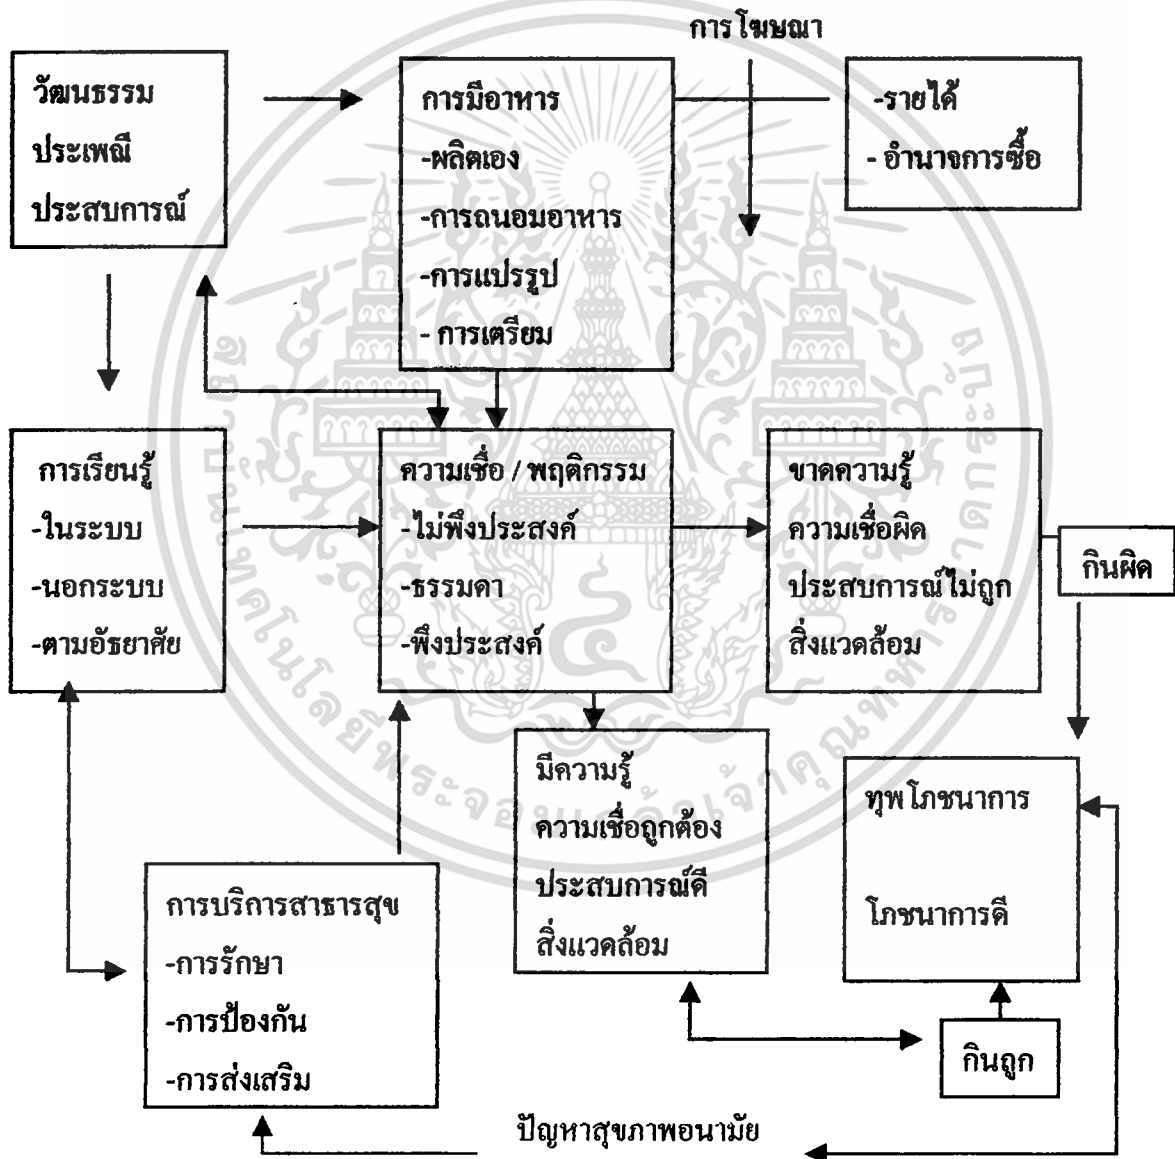 การโฆษณา
วัฒนธรรม
ประเพณี
ประสบการณ์
การมีอาหาร
-ผลิตเอง
-การถนอมอาหาร
-การแปรรูป
- การเตรียม
-รายได้
- อำนาจการซื้อ
การเรียนรู้
-ในระบบ
-นอกระบบ
-ตามอัธยาศัย
ความเชื่อ / พฤติกรรม
-ไม่พึงประสงค์
-ธรรมดา
-พึงประสงค์
ขาดความรู้
ความเชื่อผิด
ประสบการณ์ไม่ถูก
สิ่งแวดล้อม
กินผิด
มีความรู้
ความเชื่อถูกต้อง
ประสบการณ์ดี
สิ่งแวดล้อม
ทุพโภชนาการ
โภชนาการดี
การบริการสาธารสุข
-การรักษา
-การป้องกัน
-การส่งเสริม
กินถูก
ปัญหาสุขภาพอนามัย